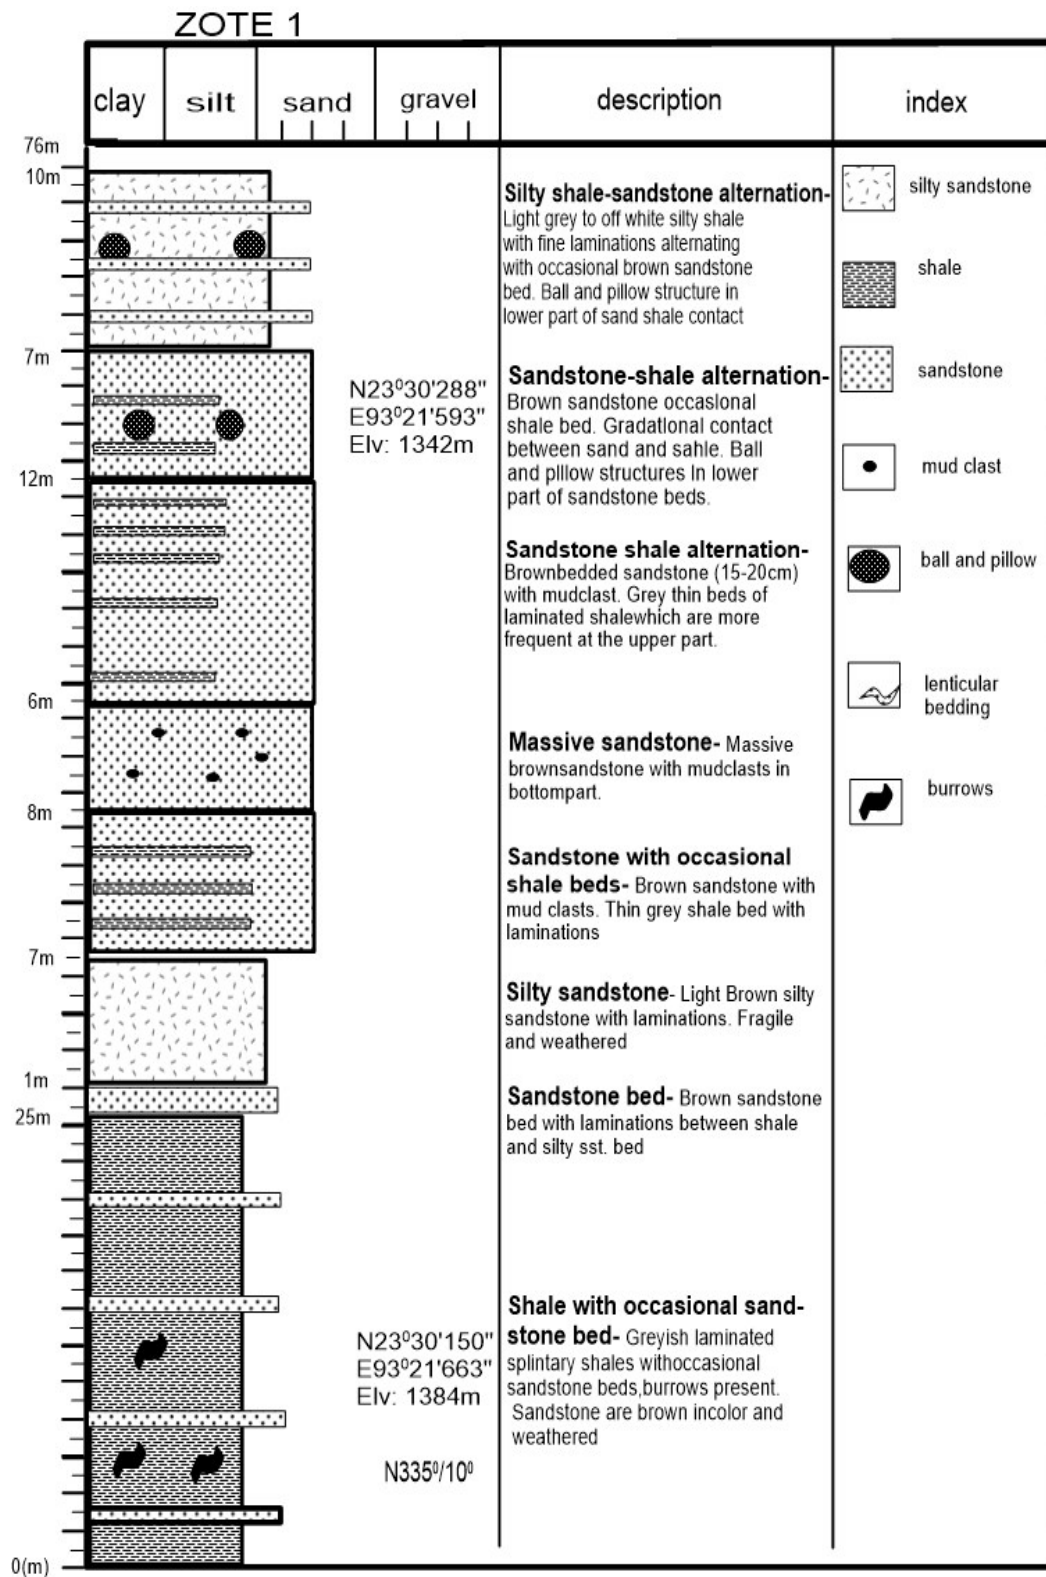 ZOTE 1
clay silt sand gravel description index
76m
10m
7m
12m
6m
8m
7m
1m
25m
0(m)
N23⁰30'288"
E93⁰21'593"
Elv: 1342m
N23⁰30'150"
E93⁰21'663"
Elv: 1384m
N335⁰/10⁰
Silty shale-sandstone alternation-
Light grey to off white silty shale
with fine laminations alternating
with occasional brown sandstone
bed. Ball and pillow structure in
lower part of sand shale contact
Sandstone-shale alternation-
Brown sandstone occasIonal
shale bed. Gradational contact
between sand and sahle. Ball
and pIllow structures In lower
part of sandstone beds.
Sandstone shale alternation-
Brownbedded sandstone (15-20cm)
with mudclast. Grey thin beds of
laminated shalewhich are more
frequent at the upper part.
Massive sandstone- Massive
brownsandstone with mudclasts in
bottompart.
Sandstone with occasional
shale beds- Brown sandstone with
mud clasts. Thin grey shale bed with
laminations
Silty sandstone- Light Brown silty
sandstone with laminations. Fragile
and weathered
Sandstone bed- Brown sandstone
bed with laminations between shale
and silty sst. bed
Shale with occasional sand-
stone bed- Greyish laminated
splintary shales withoccasional
sandstone beds,burrows present.
Sandstone are brown incolor and
weathered
silty sandstone
shale
sandstone
mud clast
ball and pillow
lenticular
bedding
burrows